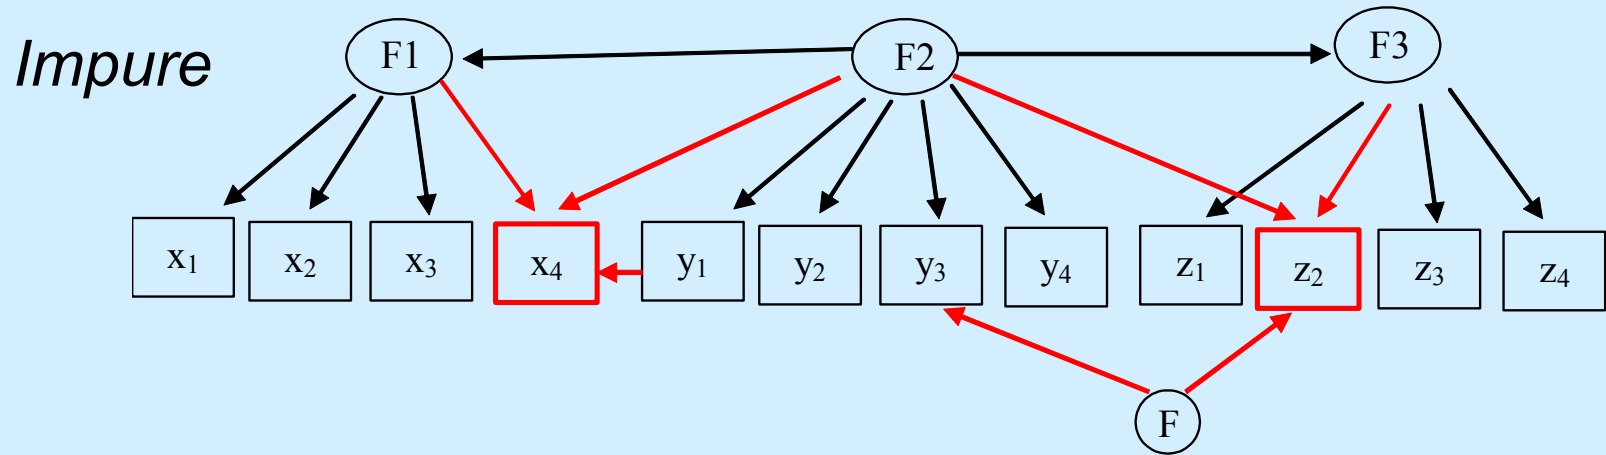 Impure
F1 F2 F3
x₁ x₂ x₃ x₄ y₁ y₂ y₃ y₄ z₁ z₂ z₃ z₄
F